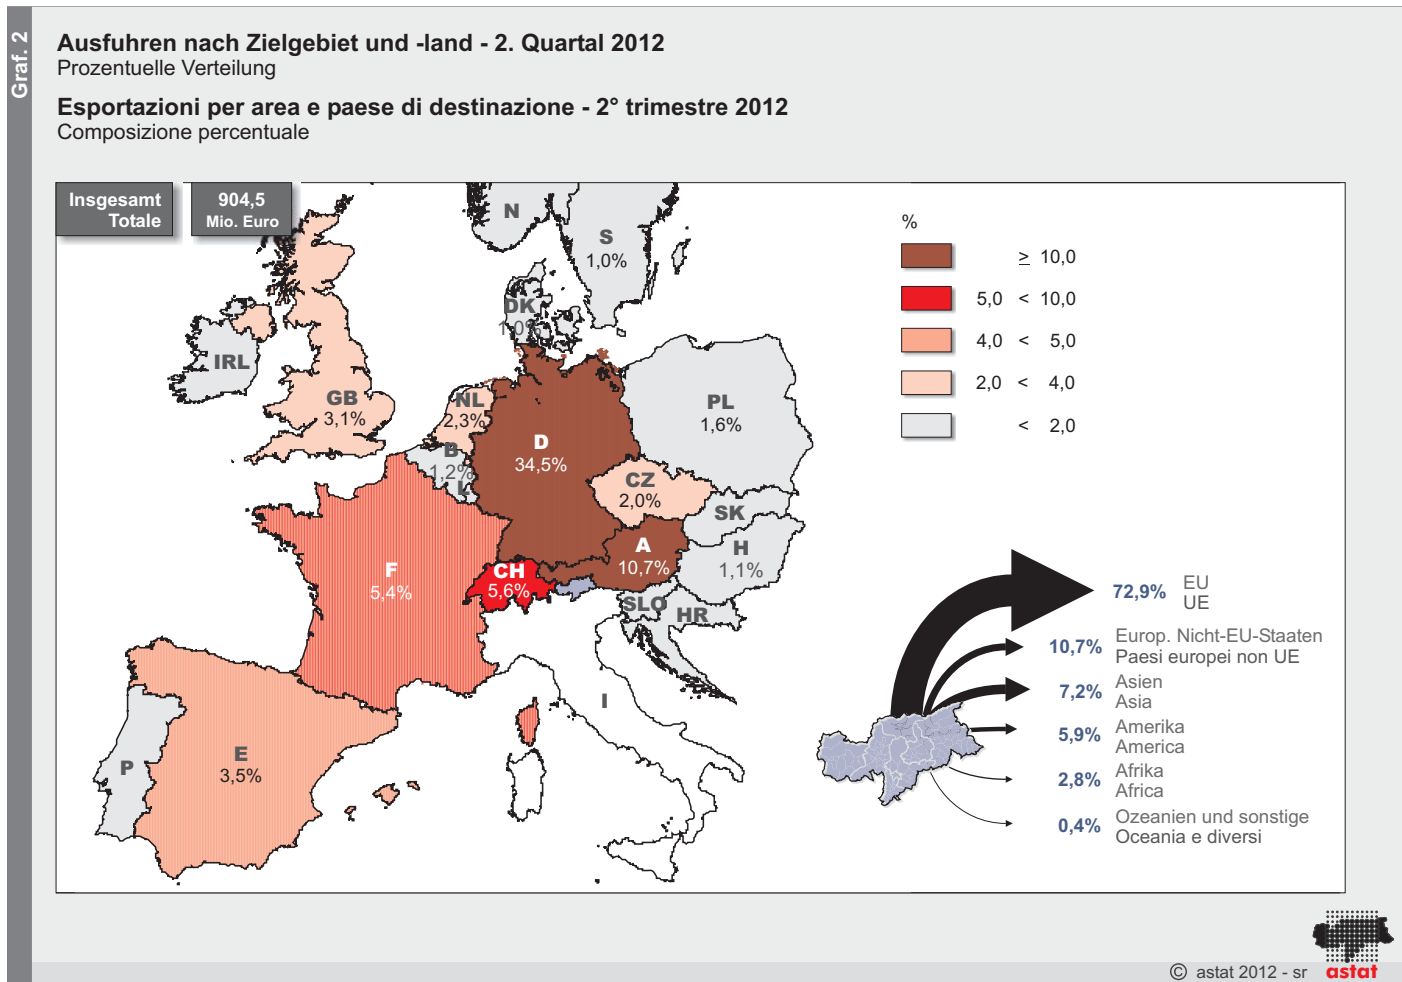 Graf. 2
Ausfuhren nach Zielgebiet und -land - 2. Quartal 2012
Prozentuelle Verteilung
Esportazioni per area e paese di destinazione - 2° trimestre 2012
Composizione percentuale
Insgesamt
Totale
904,5
Mio. Euro
N
S
1,0%
DK
1,0%
IRL
GB
3,1%
NL
2,3%
B
1,2%
L
D
34,5%
PL
1,6%
CZ
2,0%
SK
A
10,7%
H
1,1%
CH
5,6%
F
5,4%
SLO
HR
I
E
3,5%
P
%
≥ 10,0
5,0 < 10,0
4,0 < 5,0
2,0 < 4,0
< 2,0
72,9% EU
UE
10,7% Europ. Nicht-EU-Staaten
Paesi europei non UE
7,2% Asien
Asia
5,9% Amerika
America
2,8% Afrika
Africa
0,4% Ozeanien und sonstige
Oceania e diversi
© astat 2012 - sr
astat